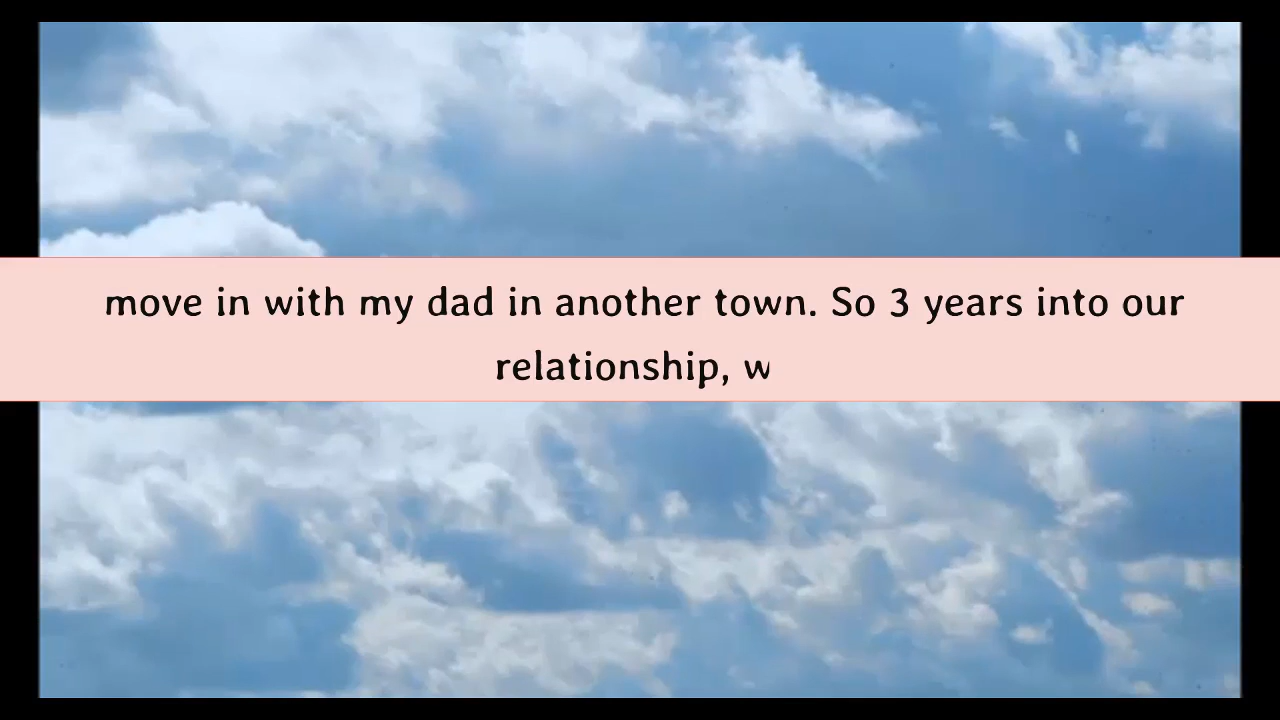 move in with my dad in another town. So 3 years into our
relationship, w